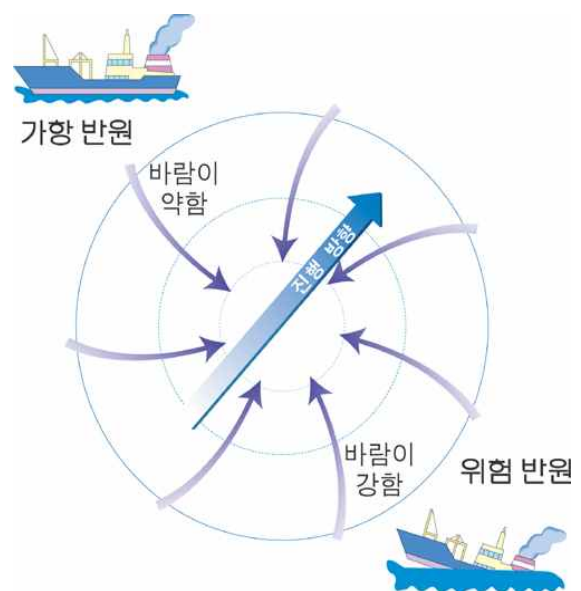 가항 반원
바람이
약함
진행 방향
바람이
강함
위험 반원